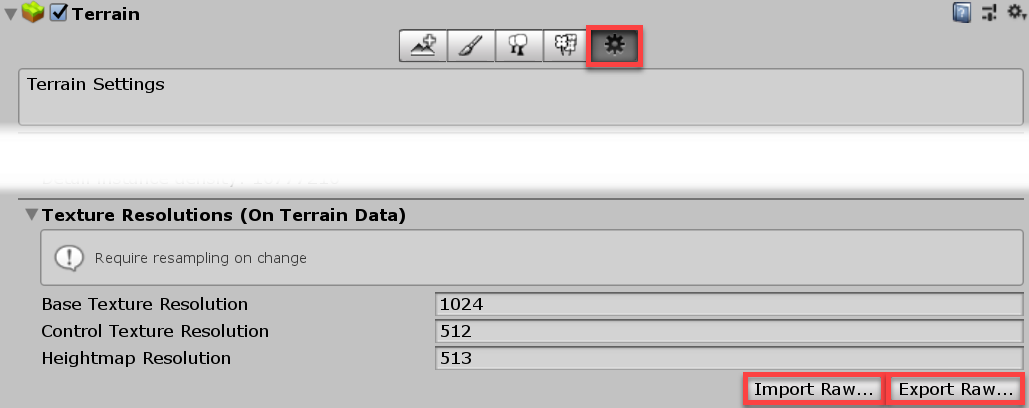 Terrain
Terrain Settings
Texture Resolutions (On Terrain Data)
Require resampling on change
Base Texture Resolution 1024
Control Texture Resolution 512
Heightmap Resolution 513
Import Raw... Export Raw...